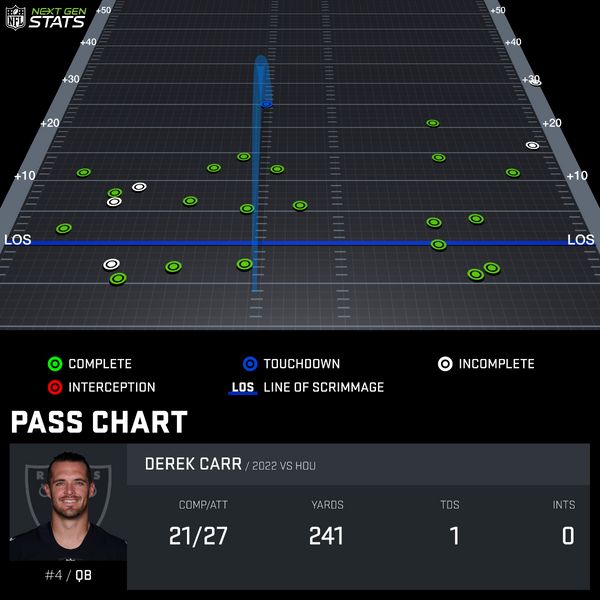 NFL NEXT GEN STATS
+50 +50
+40 +40
+30 +30
+20 +20
+10 +10
LOS LOS
COMPLETE TOUCHDOWN INCOMPLETE
INTERCEPTION LOS LINE OF SCRIMMAGE
PASS CHART
DEREK CARR / 2022 VS HOU
COMP/ATT YARDS TDS INTS
21/27 241 1 0
#4 / QB